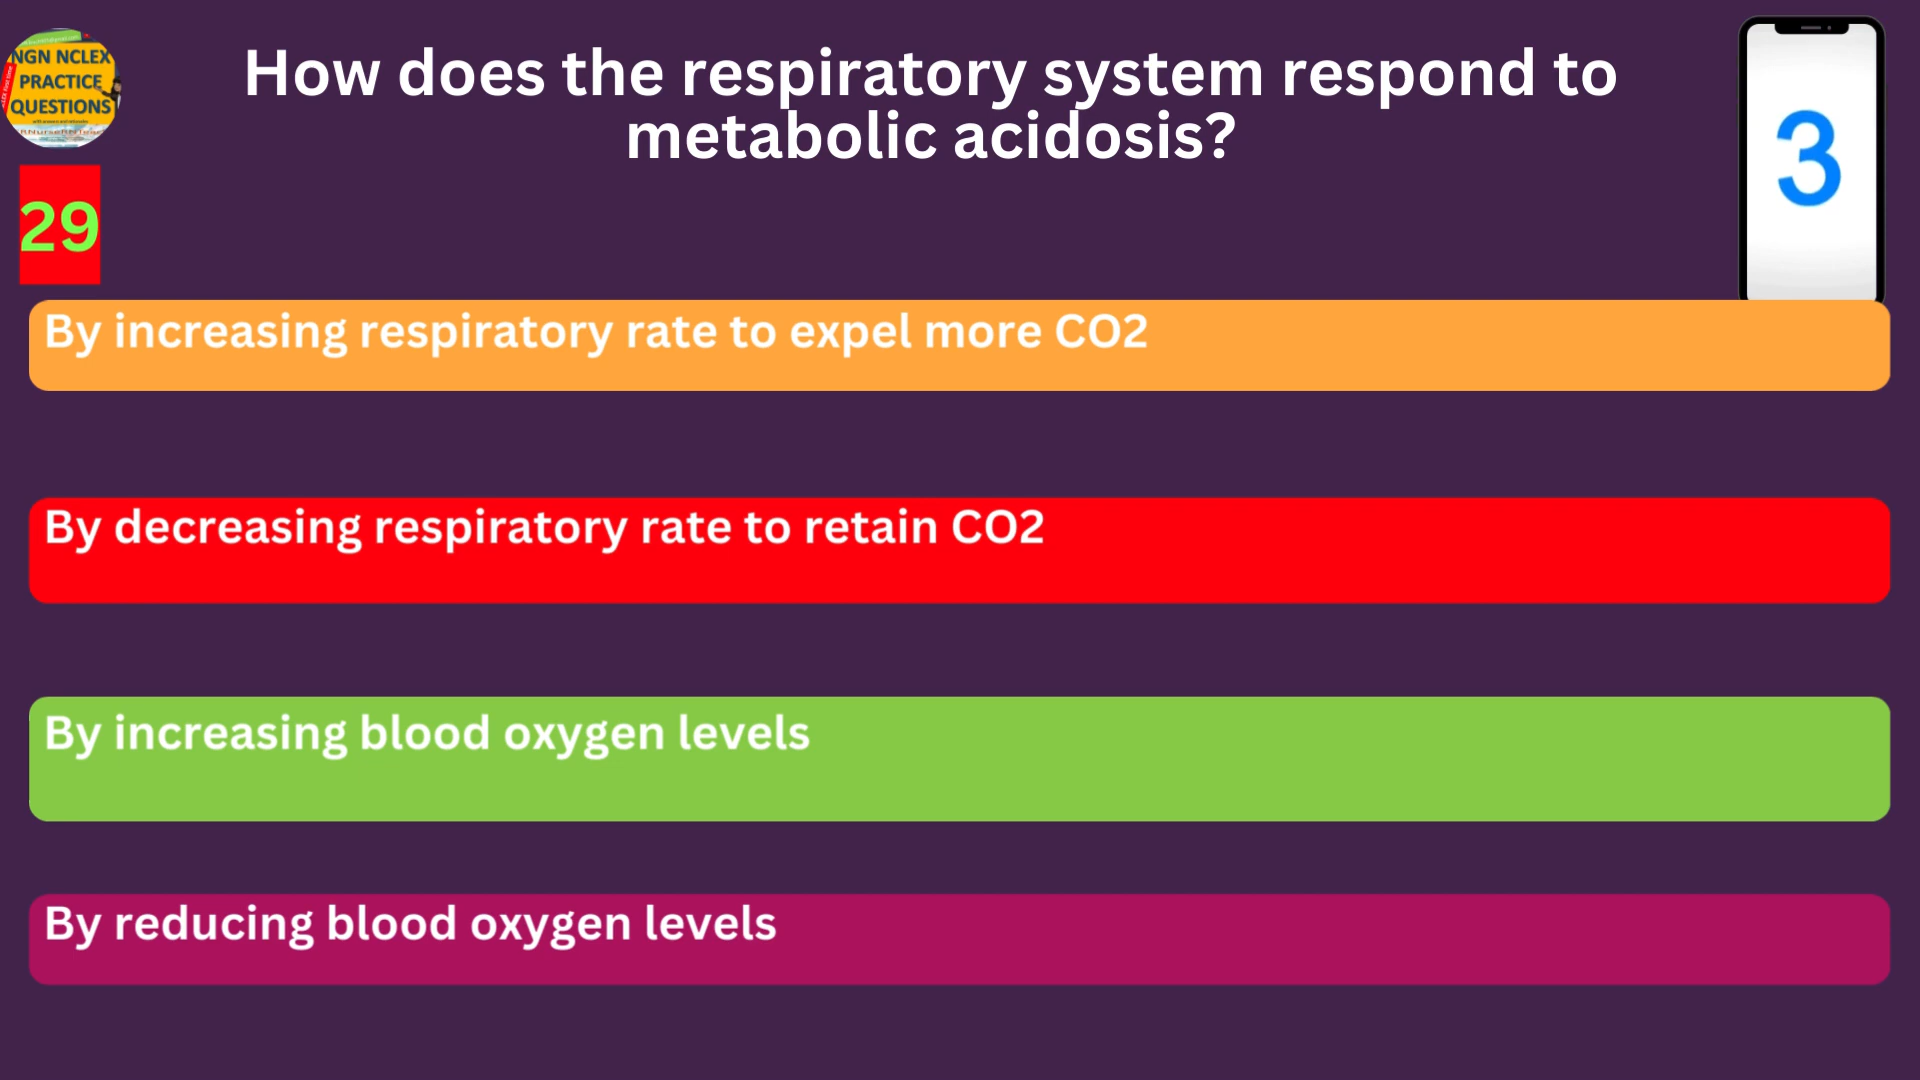 NGN NCLEX
PRACTICE
QUESTIONS
How does the respiratory system respond to
metabolic acidosis?
3
29
By increasing respiratory rate to expel more CO2
By decreasing respiratory rate to retain CO2
By increasing blood oxygen levels
By reducing blood oxygen levels